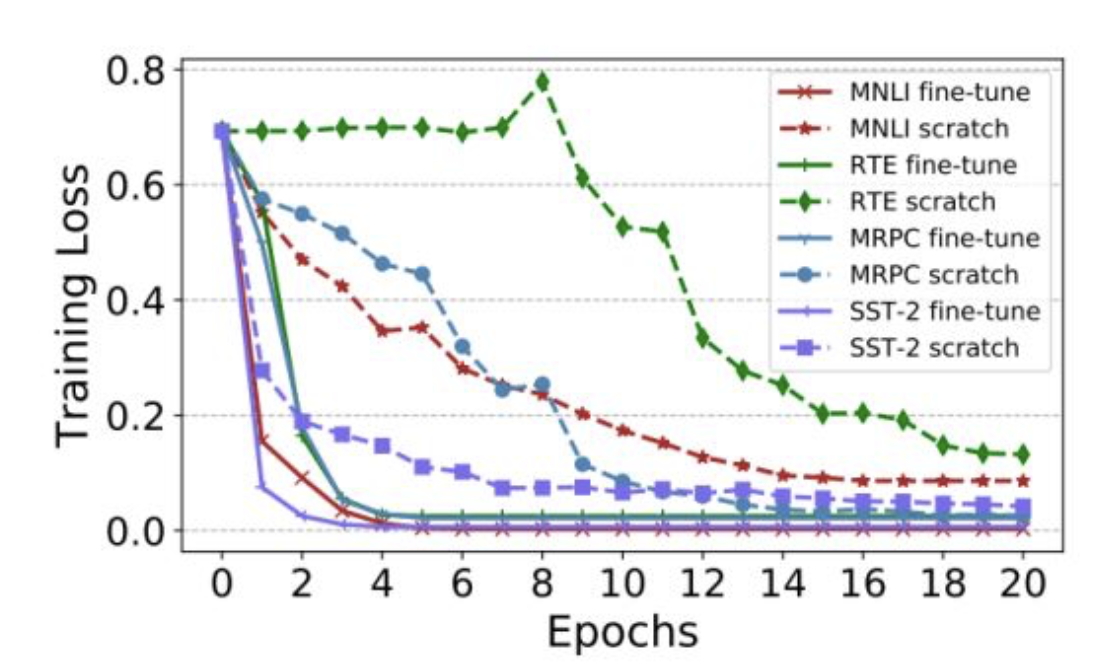 0.8
0.6
0.4
0.2
0.0
Training Loss
0 2 4 6 8 10 12 14 16 18 20
Epochs
MNLI fine-tune
MNLI scratch
RTE fine-tune
RTE scratch
MRPC fine-tune
MRPC scratch
SST-2 fine-tune
SST-2 scratch